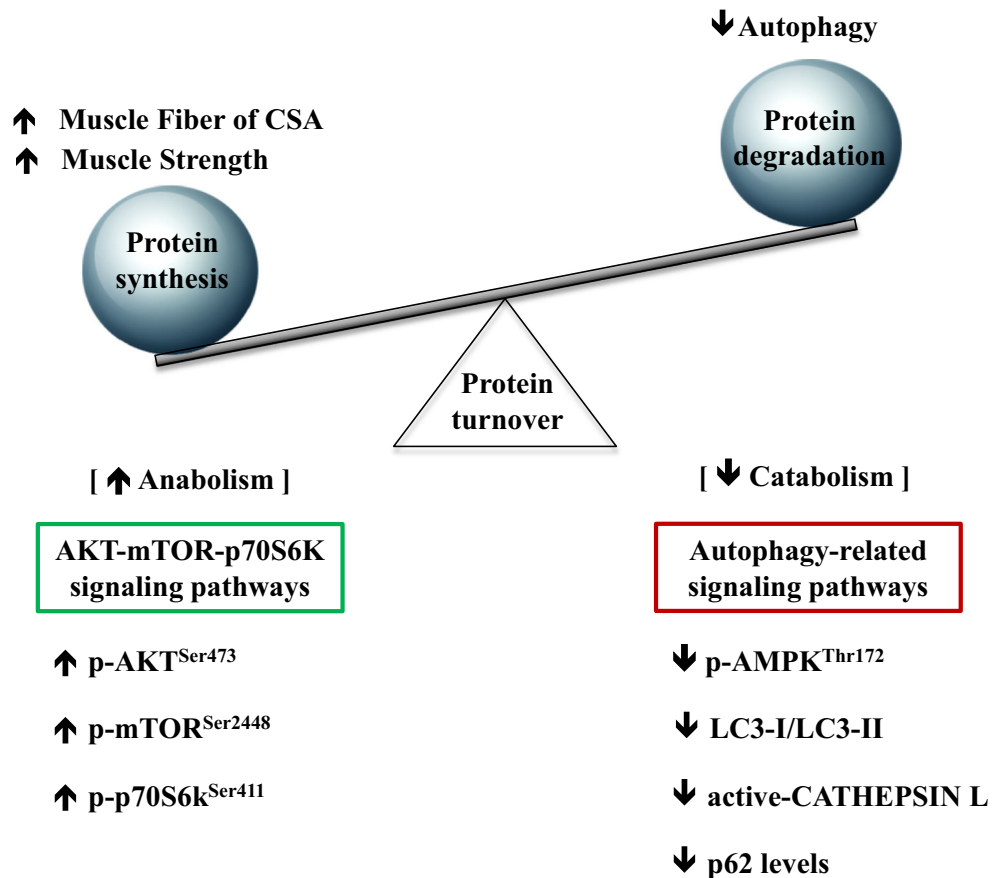 🡻 Autophagy
🡹 Muscle Fiber of CSA
🡹 Muscle Strength
Protein
degradation
Protein
synthesis
Protein
turnover
[ 🡹 Anabolism ]
[ 🡻 Catabolism ]
AKT-mTOR-p70S6K
signaling pathways
Autophagy-related
signaling pathways
🡹 p-AKTSer473
🡹 p-mTORSer2448
🡹 p-p70S6kSer411
🡻 p-AMPKThr172
🡻 LC3-I/LC3-II
🡻 active-CATHEPSIN L
🡻 p62 levels